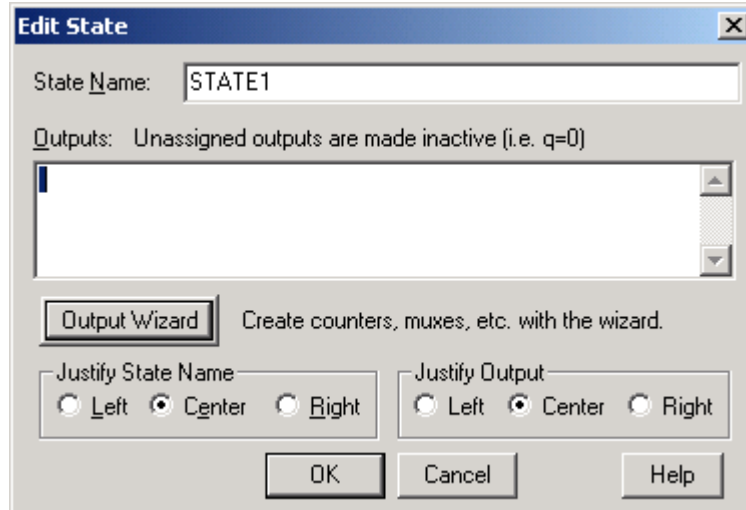 Edit State
State Name: STATE1
Outputs: Unassigned outputs are made inactive (i.e. q=0)
Output Wizard Create counters, muxes, etc. with the wizard.
Justify State Name Justify Output
Left Center Right Left Center Right
OK Cancel Help